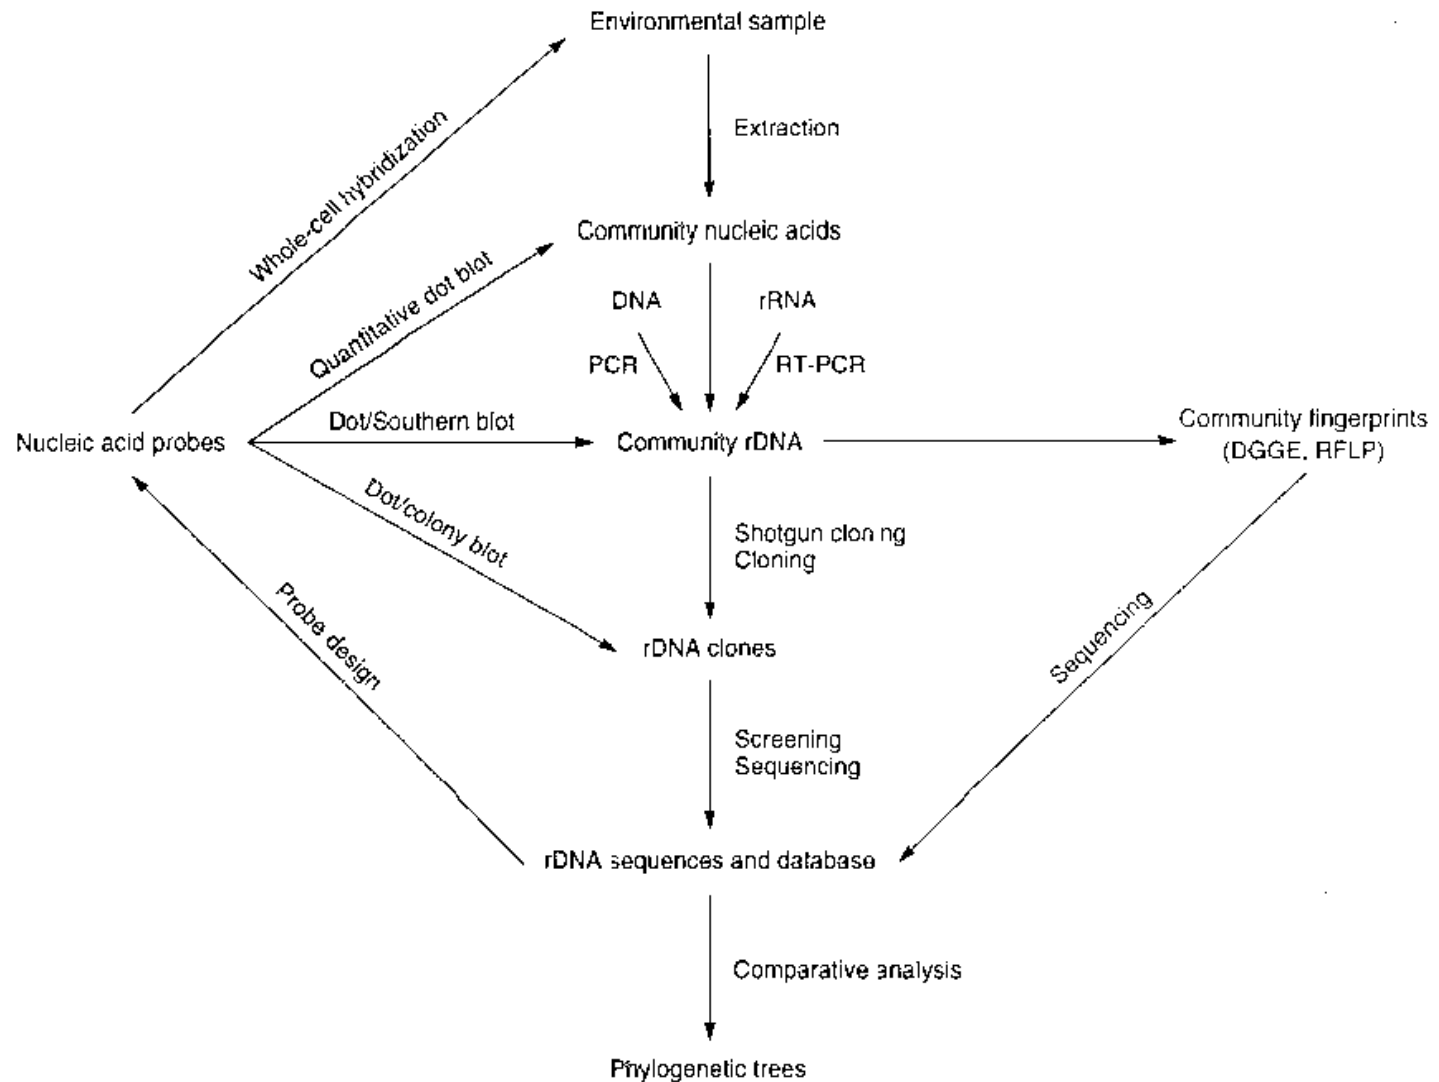 Environmental sample
Extraction
Whole-cell hybridization
Community nucleic acids
Quantitative dot blot
DNA
rRNA
PCR
RT-PCR
Nucleic acid probes
Dot/Southern blot
Community rDNA
Community fingerprints
(DGGE, RFLP)
Dot/colony blot
Shotgun cloning
Cloning
Probe design
rDNA clones
Sequencing
Screening
Sequencing
rDNA sequences and database
Comparative analysis
Phylogenetic trees